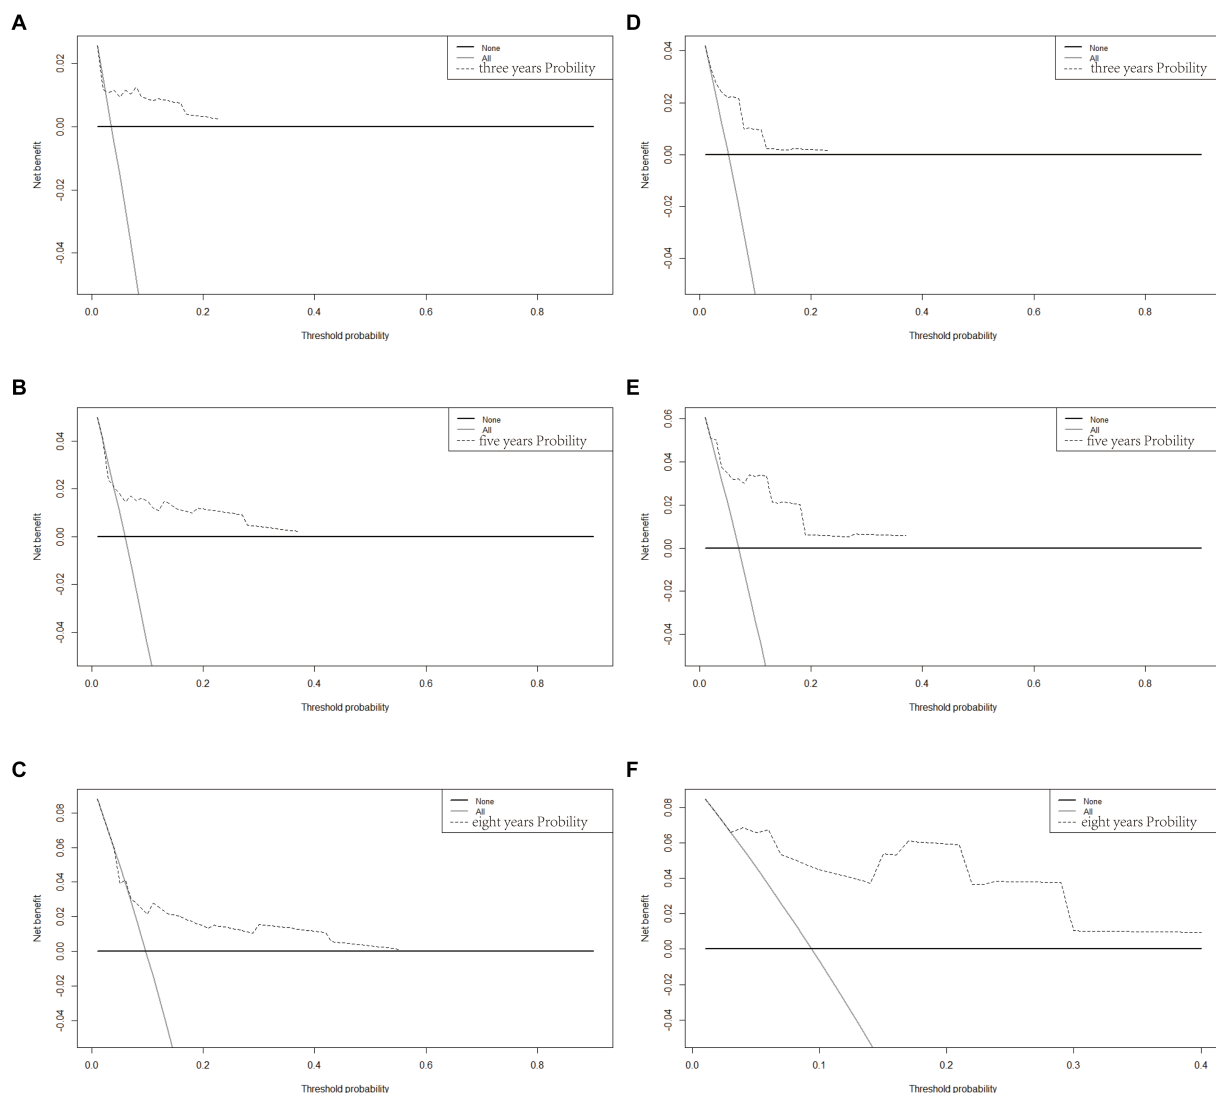 A
None
All
three years Probility
Net benefit
0.02
0.00
-0.02
-0.04
0.0 0.2 0.4 0.6 0.8
Threshold probability
D
None
All
three years Probility
Net benefit
0.04
0.02
0.00
-0.02
-0.04
0.0 0.2 0.4 0.6 0.8
Threshold probability
B
None
All
five years Probility
Net benefit
0.04
0.02
0.00
-0.02
-0.04
0.0 0.2 0.4 0.6 0.8
Threshold probability
E
None
All
five years Probility
Net benefit
0.06
0.04
0.02
0.00
-0.02
-0.04
0.0 0.2 0.4 0.6 0.8
Threshold probability
C
None
All
eight years Probility
Net benefit
0.08
0.06
0.04
0.02
0.00
-0.02
-0.04
0.0 0.2 0.4 0.6 0.8
Threshold probability
F
None
All
eight years Probility
Net benefit
0.08
0.06
0.04
0.02
0.00
-0.02
-0.04
0.0 0.1 0.2 0.3 0.4
Threshold probability